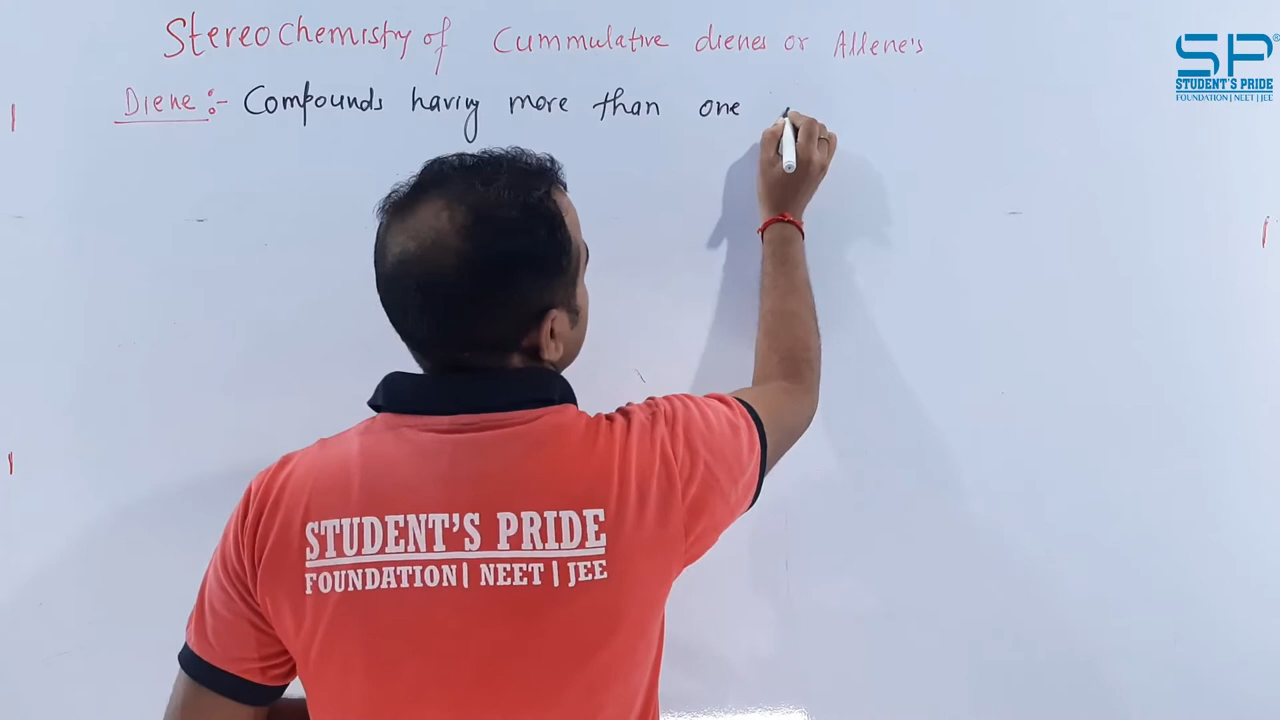 Stereochemistry of Cummulative dienes or Allene's
Diene :- Compounds having more than one
SP®
STUDENT'S PRIDE
FOUNDATION | NEET | JEE
STUDENT'S PRIDE
FOUNDATION | NEET | JEE